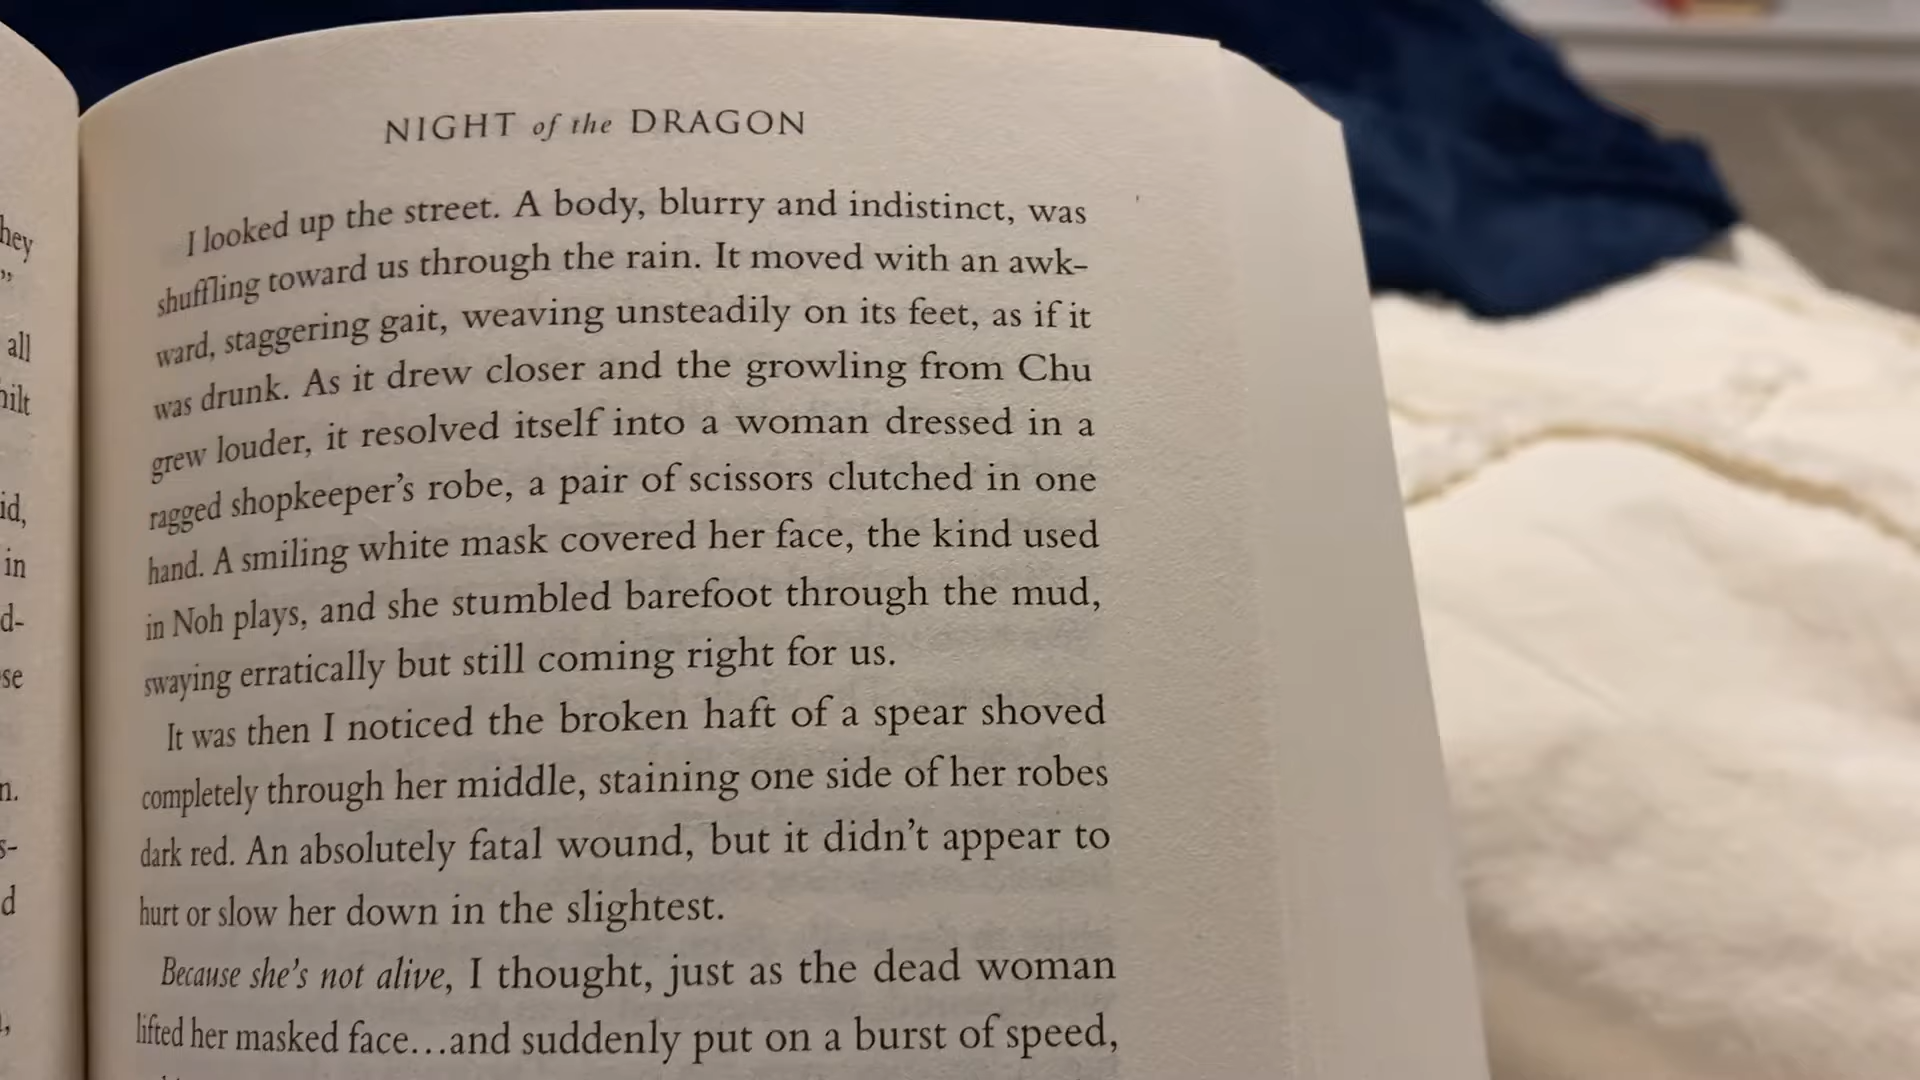 NIGHT of the DRAGON
I looked up the street. A body, blurry and indistinct, was
shuffling toward us through the rain. It moved with an awk-
ward, staggering gait, weaving unsteadily on its feet, as if it
was drunk. As it drew closer and the growling from Chu
grew louder, it resolved itself into a woman dressed in a
ragged shopkeeper's robe, a pair of scissors clutched in one
hand. A smiling white mask covered her face, the kind used
in Noh plays, and she stumbled barefoot through the mud,
swaying erratically but still coming right for us.
It was then I noticed the broken haft of a spear shoved
completely through her middle, staining one side of her robes
dark red. An absolutely fatal wound, but it didn't appear to
hurt or slow her down in the slightest.
Because she's not alive, I thought, just as the dead woman
lifted her masked face...and suddenly put on a burst of speed,